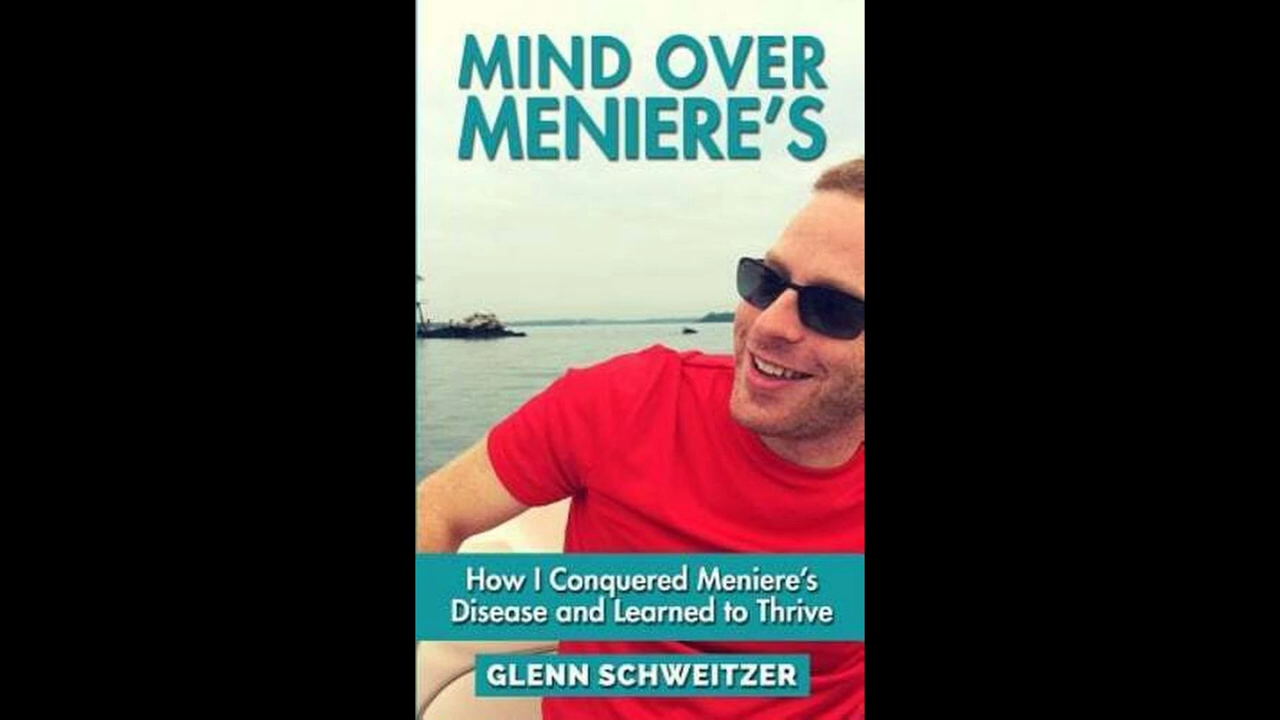 MIND OVER
MENIERE'S
How I Conquered Meniere's
Disease and Learned to Thrive
GLENN SCHWEITZER